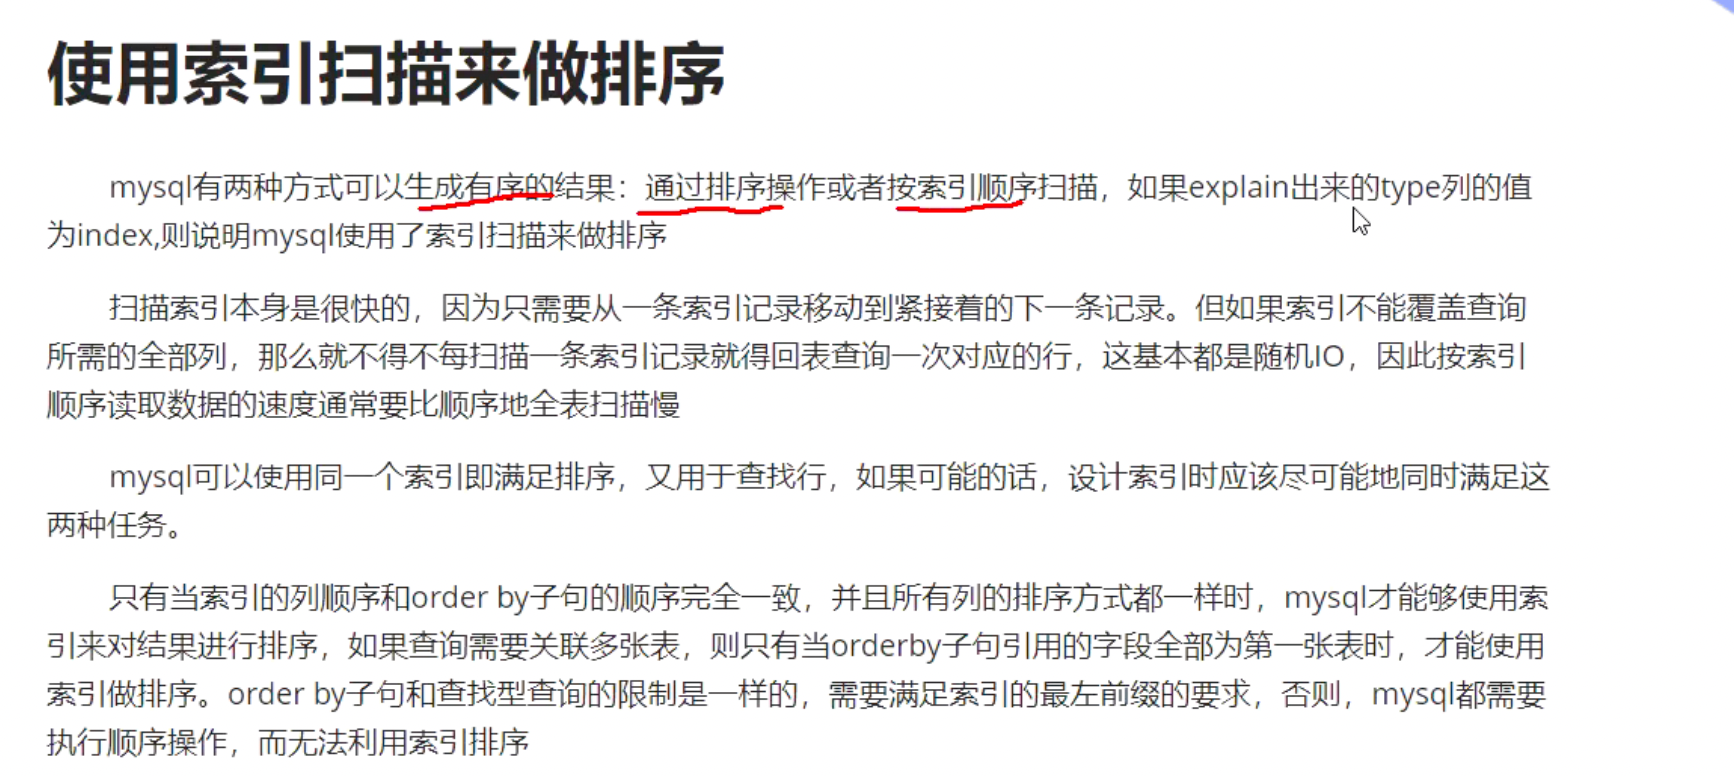 使用索引扫描来做排序
mysql有两种方式可以生成有序的结果：通过排序操作或者按索引顺序扫描，如果explain出来的type列的值
为index,则说明mysql使用了索引扫描来做排序
扫描索引本身是很快的，因为只需要从一条索引记录移动到紧接着的下一条记录。但如果索引不能覆盖查询
所需的全部列，那么就不得不每扫描一条索引记录就得回表查询一次对应的行，这基本都是随机IO，因此按索引
顺序读取数据的速度通常要比顺序地全表扫描慢
mysql可以使用同一个索引即满足排序，又用于查找行，如果可能的话，设计索引时应该尽可能地同时满足这
两种任务。
只有当索引的列顺序和order by子句的顺序完全一致，并且所有列的排序方式都一样时，mysql才能够使用索
引来对结果进行排序，如果查询需要关联多张表，则只有当orderby子句引用的字段全部为第一张表时，才能使用
索引做排序。order by子句和查找型查询的限制是一样的，需要满足索引的最左前缀的要求，否则，mysql都需要
执行顺序操作，而无法利用索引排序